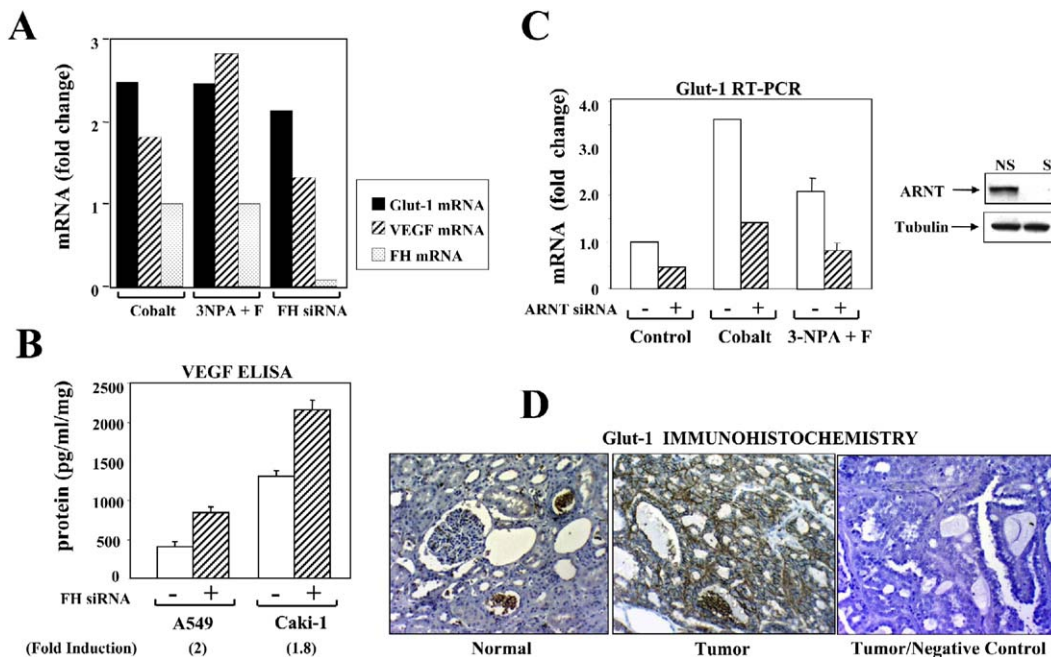 A
3
2
1
0
mRNA (fold change)
Cobalt
3NPA + F
FH siRNA
Glut-1 mRNA
VEGF mRNA
FH mRNA
B
VEGF ELISA
2500
2000
1500
1000
500
0
protein (pg/ml/mg)
FH siRNA - + - +
A549 Caki-1
(Fold Induction) (2) (1.8)
C
Glut-1 RT-PCR
4.0
3.0
2.0
1.0
0.0
mRNA (fold change)
ARNT siRNA - + - + - +
Control Cobalt 3-NPA + F
NS S
ARNT
Tubulin
D
Glut-1 IMMUNOHISTOCHEMISTRY
Normal Tumor Tumor/Negative Control